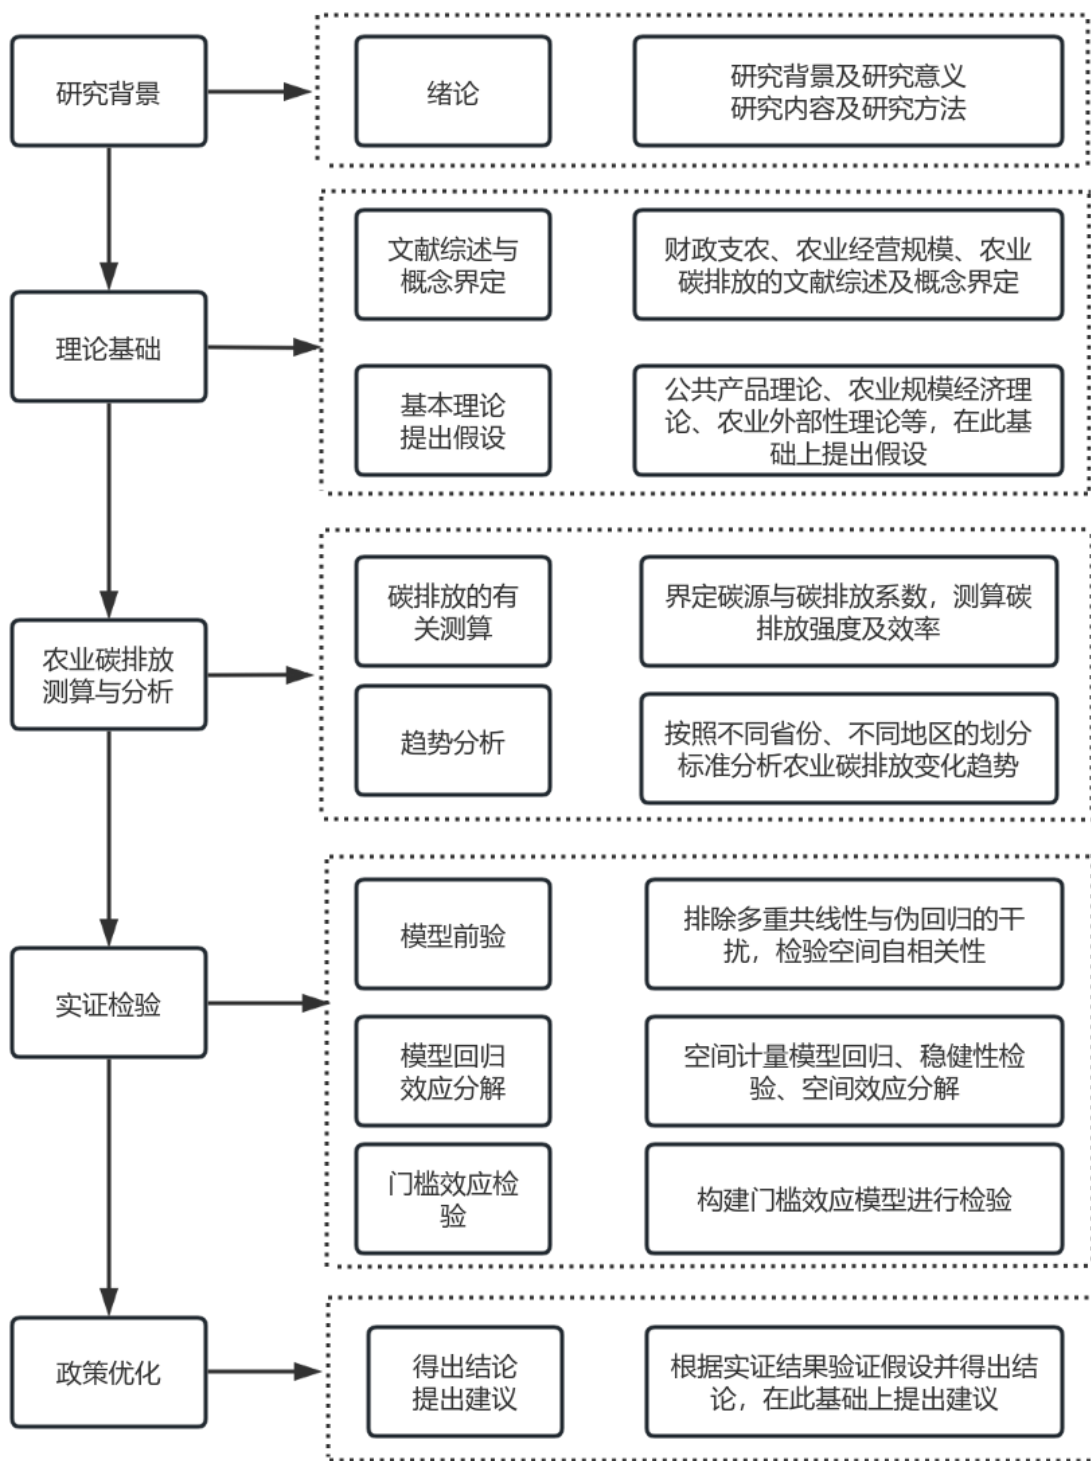 研究背景
绪论
研究背景及研究意义
研究内容及研究方法
理论基础
文献综述与
概念界定
财政支农、农业经营规模、农业
碳排放的文献综述及概念界定
基本理论
提出假设
公共产品理论、农业规模经济理
论、农业外部性理论等，在此基
础上提出假设
农业碳排放
测算与分析
碳排放的有
关测算
界定碳源与碳排放系数，测算碳
排放强度及效率
趋势分析
按照不同省份、不同地区的划分
标准分析农业碳排放变化趋势
实证检验
模型前验
排除多重共线性与伪回归的干
扰，检验空间自相关性
模型回归
效应分解
空间计量模型回归、稳健性检
验、空间效应分解
门槛效应检
验
构建门槛效应模型进行检验
政策优化
得出结论
提出建议
根据实证结果验证假设并得出结
论，在此基础上提出建议